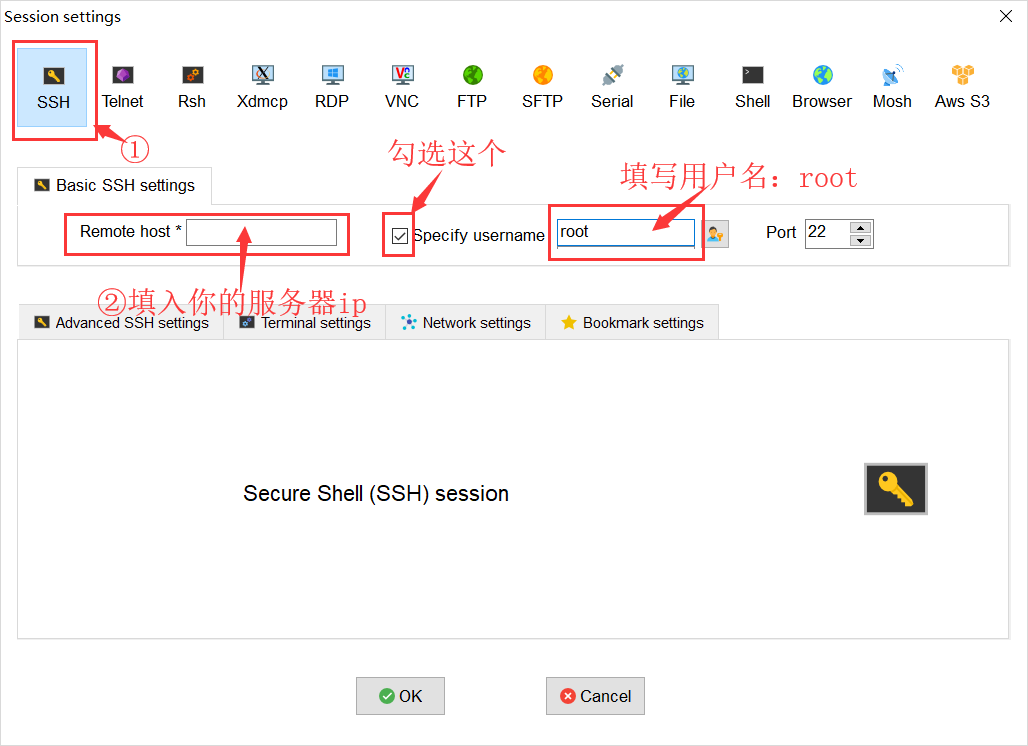 Session settings
SSH
Telnet
Rsh
Xdmcp
RDP
VNC
FTP
SFTP
Serial
File
Shell
Browser
Mosh
Aws S3
①
勾选这个
填写用户名：root
Basic SSH settings
Remote host *
Specify username
root
Port
22
②填入你的服务器ip
Advanced SSH settings
Terminal settings
Network settings
Bookmark settings
Secure Shell (SSH) session
OK
Cancel